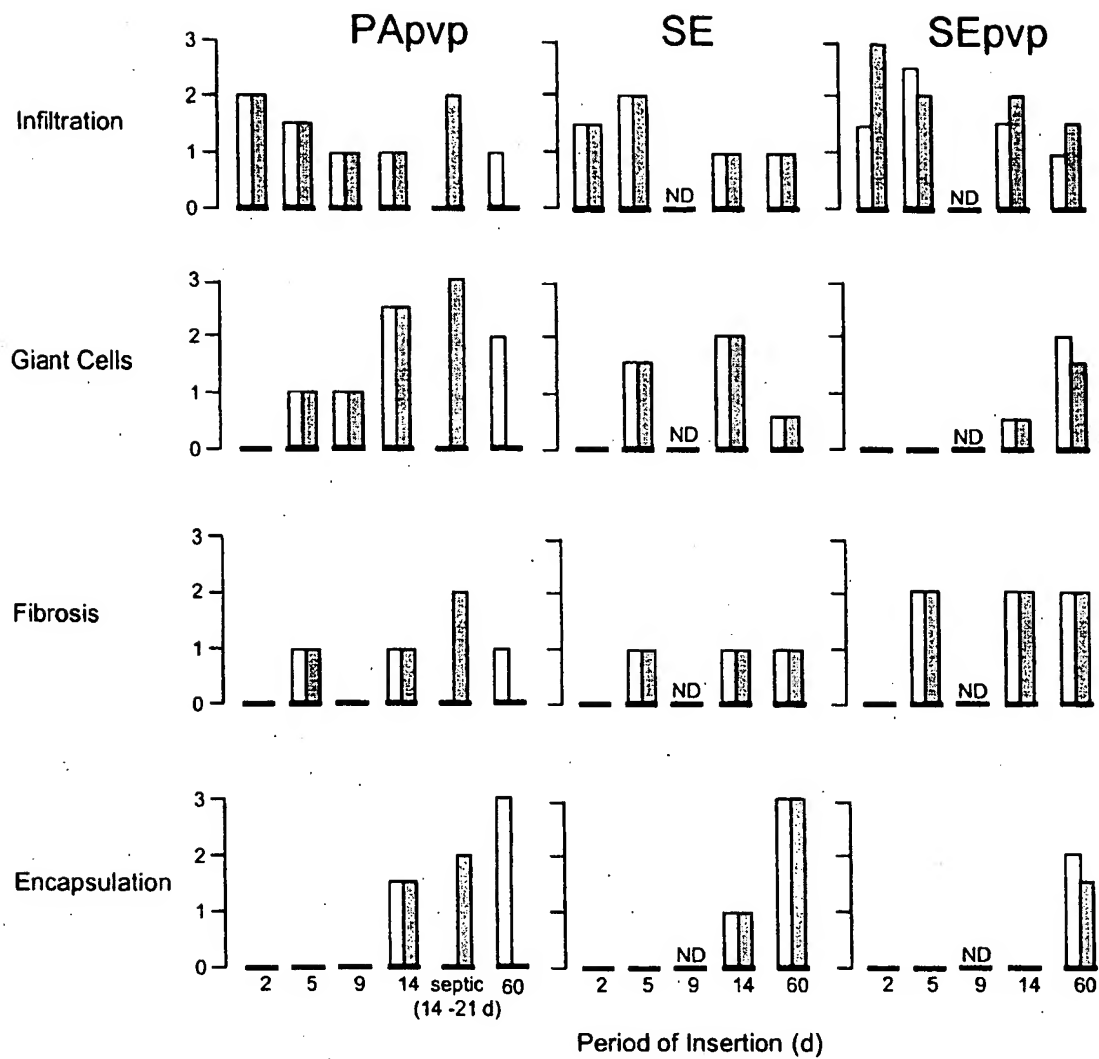 PApvp SE SEpvp
3
2
Infiltration
1
ND ND
0
3
2
Giant Cells
1
ND ND
0
3
2
Fibrosis
1
ND ND
0
3
2
Encapsulation
1
ND ND
0
2 5 9 14 septic 60 2 5 9 14 60 2 5 9 14 60
(14 -21 d)
Period of Insertion (d)